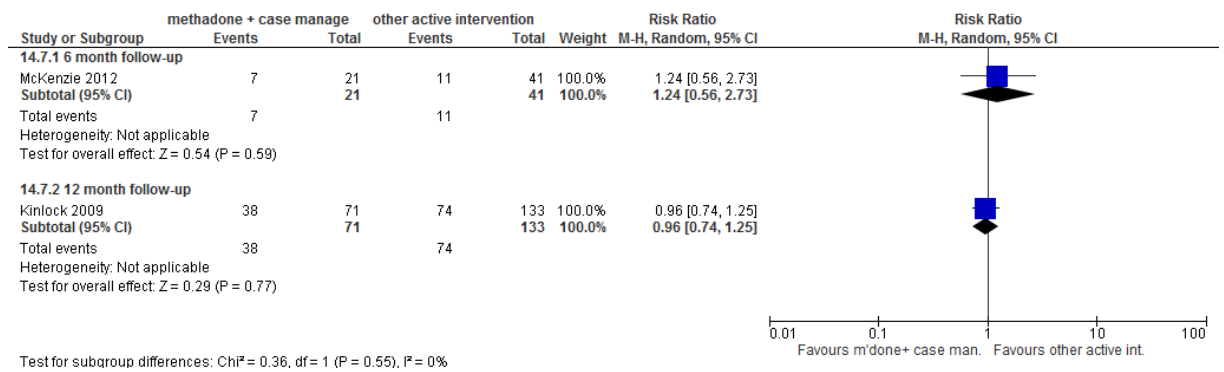 methadone + case manage other active intervention Risk Ratio Risk Ratio
Study or Subgroup Events Total Events Total Weight M-H, Random, 95% CI M-H, Random, 95% CI
14.7.1 6 month follow-up
McKenzie 2012 7 21 11 41 100.0% 1.24 [0.56, 2.73]
Subtotal (95% CI) 21 41 100.0% 1.24 [0.56, 2.73]
Total events 7 11
Heterogeneity: Not applicable
Test for overall effect: Z = 0.54 (P = 0.59)
14.7.2 12 month follow-up
Kinlock 2009 38 71 74 133 100.0% 0.96 [0.74, 1.25]
Subtotal (95% CI) 71 133 100.0% 0.96 [0.74, 1.25]
Total events 38 74
Heterogeneity: Not applicable
Test for overall effect: Z = 0.29 (P = 0.77)
0.01 0.1 1 10 100
Favours m'done+ case man. Favours other active int.
Test for subgroup differences: Chi² = 0.36, df = 1 (P = 0.55), I² = 0%